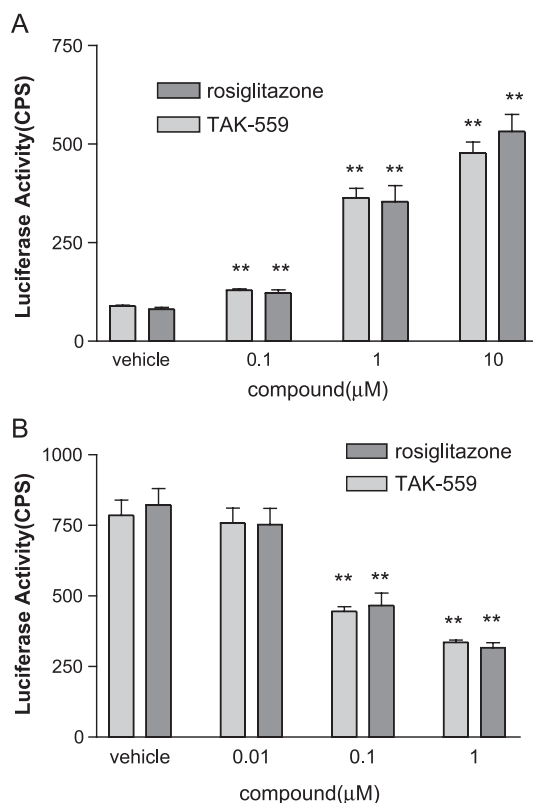 A
750
500
250
0
Luciferase Activity(CPS)
rosiglitazone
TAK-559
** **
** **
** **
vehicle 0.1 1 10
compound(μM)
B
1000
750
500
250
0
Luciferase Activity(CPS)
rosiglitazone
TAK-559
** **
** **
vehicle 0.01 0.1 1
compound(μM)